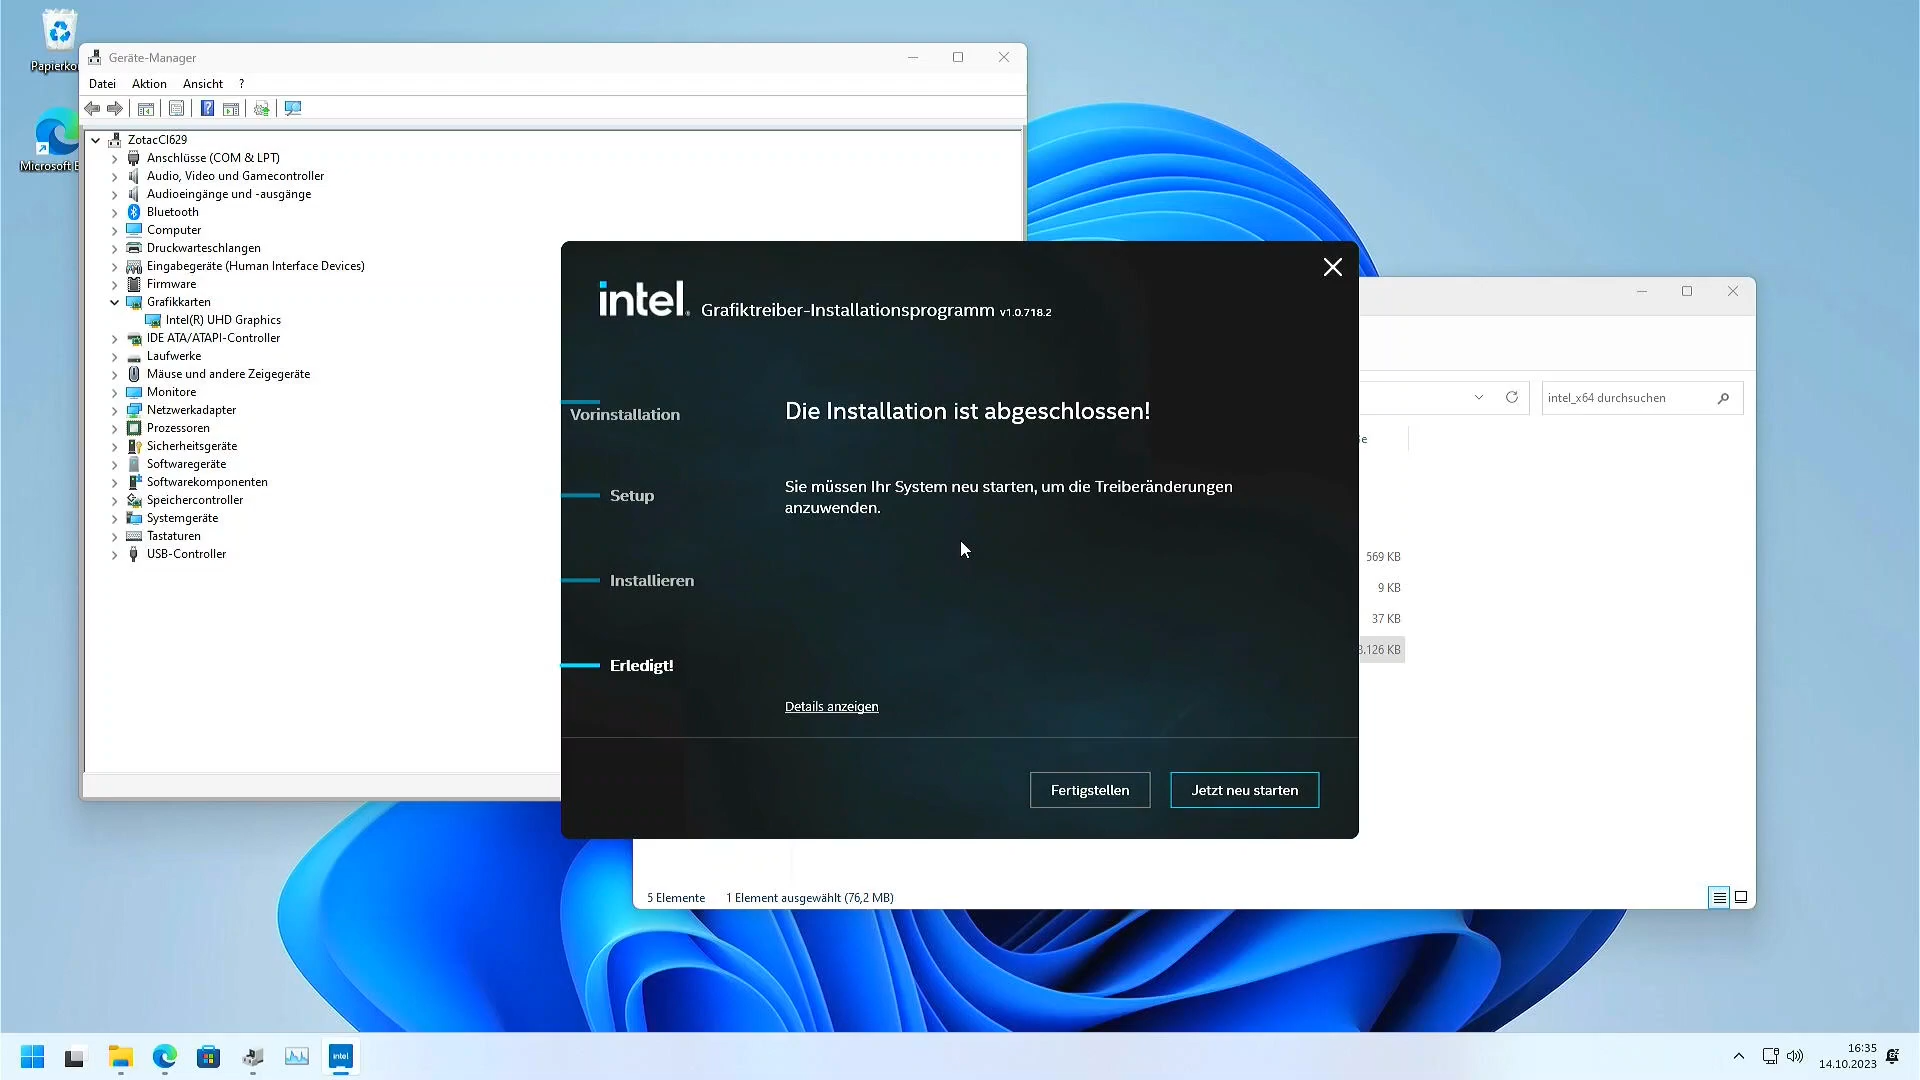 Papierko
Microsoft E
Geräte-Manager
Datei Aktion Ansicht ?
ZotacCI629
Anschlüsse (COM & LPT)
Audio, Video und Gamecontroller
Audioeingänge und -ausgänge
Bluetooth
Computer
Druckwarteschlangen
Eingabegeräte (Human Interface Devices)
Firmware
Grafikkarten
Intel(R) UHD Graphics
IDE ATA/ATAPI-Controller
Laufwerke
Mäuse und andere Zeigegeräte
Monitore
Netzwerkadapter
Prozessoren
Sicherheitsgeräte
Softwaregeräte
Softwarekomponenten
Speichercontroller
Systemgeräte
Tastaturen
USB-Controller
intel. Grafiktreiber-Installationsprogramm v1.0.718.2
Vorinstallation
Setup
Installieren
Erledigt!
Die Installation ist abgeschlossen!
Sie müssen Ihr System neu starten, um die Treiberänderungen
anzuwenden.
Details anzeigen
Fertigstellen Jetzt neu starten
intel_x64 durchsuchen
569 KB
9 KB
37 KB
.126 KB
5 Elemente 1 Element ausgewählt (76,2 MB)
intel
16:35
14.10.2023